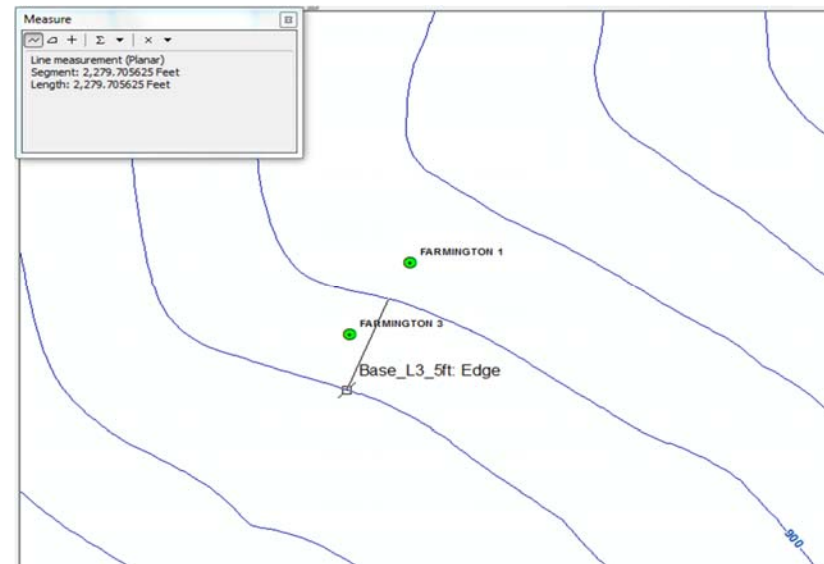 Measure
Line measurement (Planar)
Segment: 2,279.705625 Feet
Length: 2,279.705625 Feet
FARMINGTON 1
FARMINGTON 3
Base_L3_5ft: Edge
900